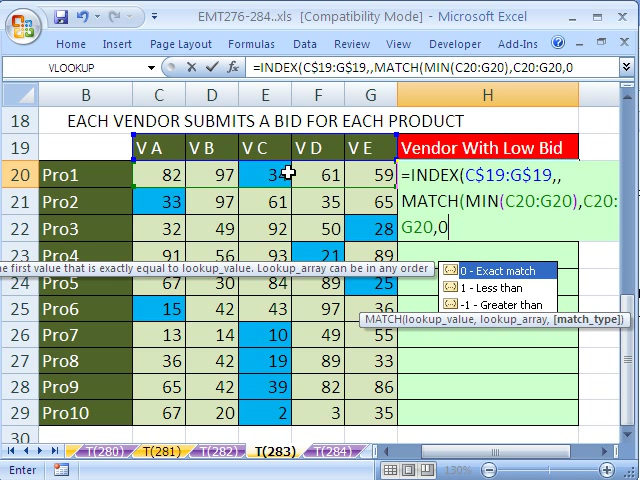 EMT276-284..xls [Compatibility Mode] - Microsoft Excel
Home Insert Page Layout Formulas Data Review View Developer Add-Ins
VLOOKUP =INDEX(C$19:G$19,,MATCH(MIN(C20:G20),C20:G20,0
B C D E F G H
18 EACH VENDOR SUBMITS A BID FOR EACH PRODUCT
19 V A V B V C V D V E Vendor With Low Bid
20 Pro1 82 97 34 61 59 =INDEX(C$19:G$19,,
21 Pro2 33 97 61 35 65 MATCH(MIN(C20:G20),C20:
22 Pro3 32 49 92 50 28 G20,0
23 Pro4 91 56 93 21 89
he first value that is exactly equal to lookup_value. Lookup_array can be in any order
0 - Exact match
24 Pro5 67 30 84 89 25 1 - Less than
25 Pro6 15 42 43 97 36 -1 - Greater than
MATCH(lookup_value, lookup_array, [match_type])
26 Pro7 13 14 10 49 55
27 Pro8 36 42 19 89 33
28 Pro9 65 42 39 82 86
29 Pro10 67 20 2 3 35
30
T(280) T(281) T(282) T(283) T(284)
Enter 130%